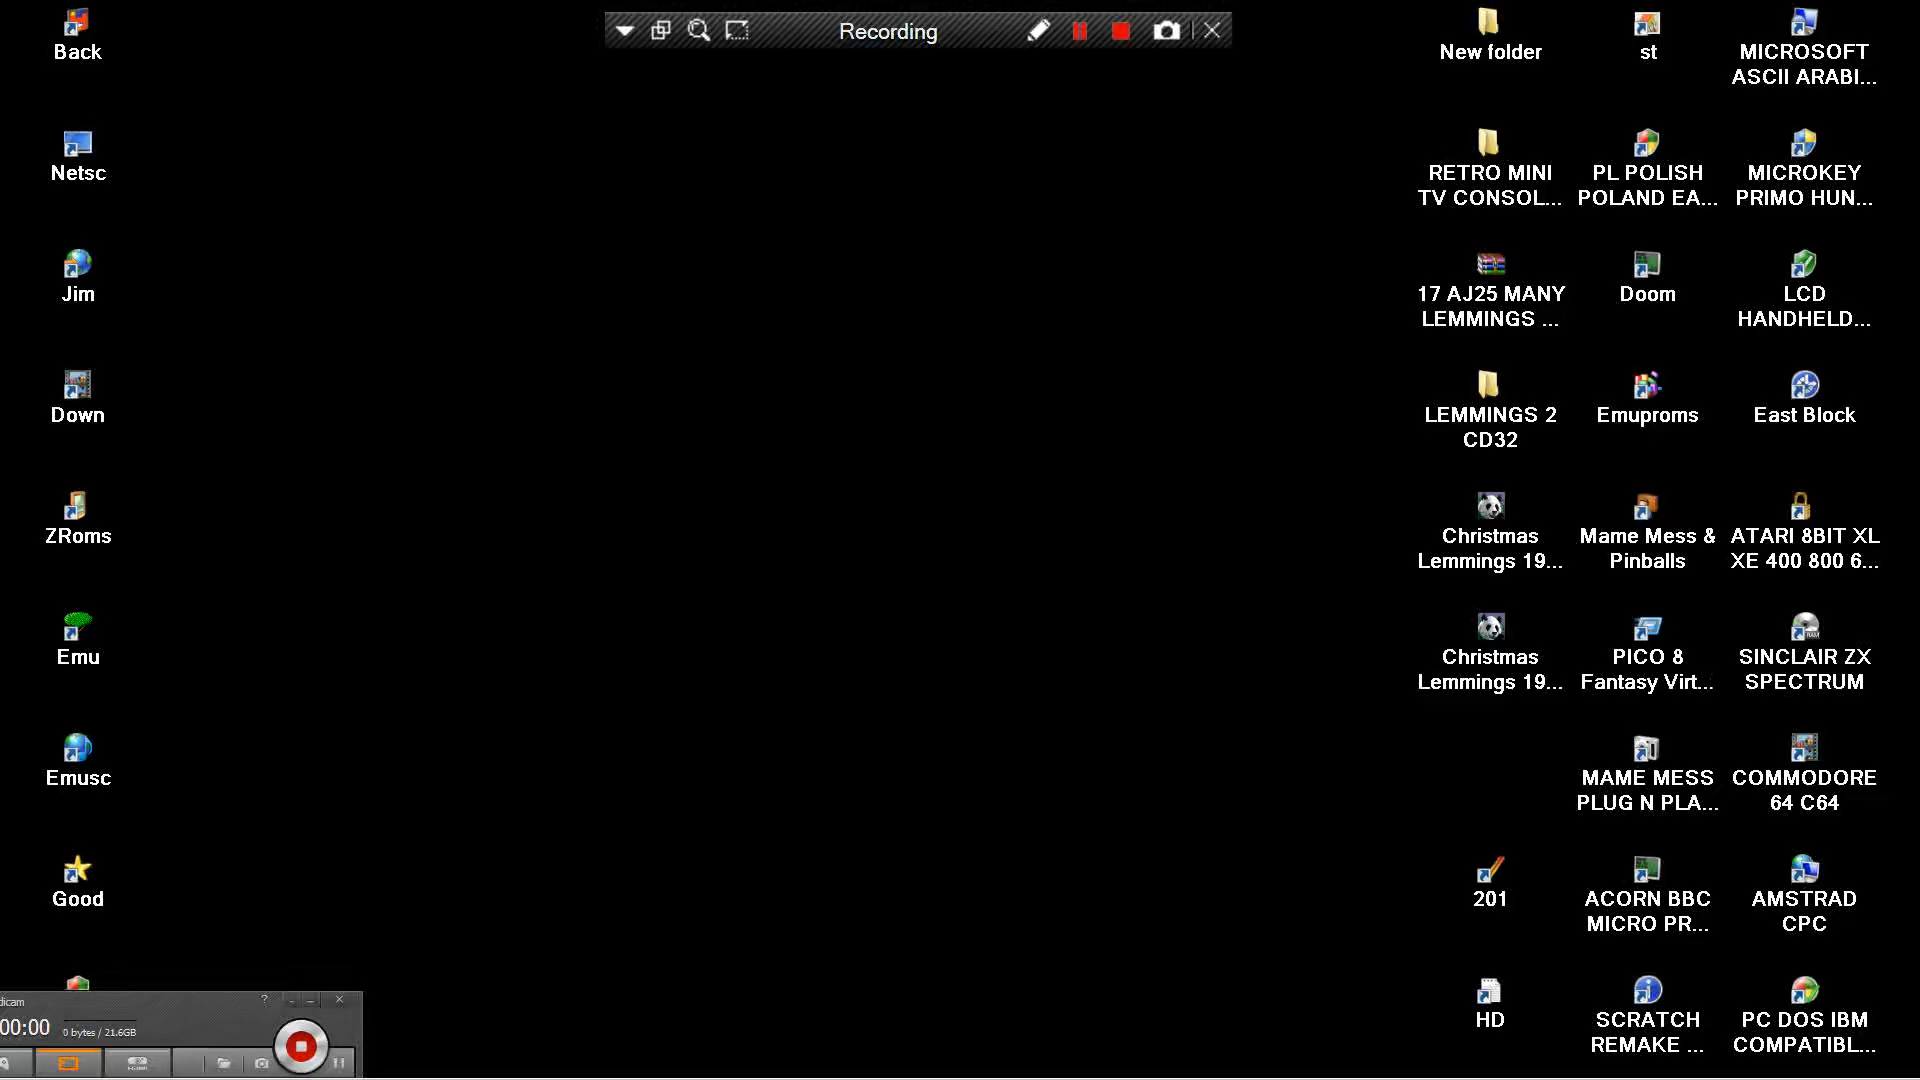 Recording
Back
Netsc
Jim
Down
ZRoms
Emu
Emusc
Good
New folder
RETRO MINI
TV CONSOL...
17 AJ25 MANY
LEMMINGS ...
LEMMINGS 2
CD32
Christmas
Lemmings 19...
Christmas
Lemmings 19...
201
HD
st
PL POLISH
POLAND EA...
Doom
Emuproms
Mame Mess &
Pinballs
PICO 8
Fantasy Virt...
MAME MESS
PLUG N PLA...
ACORN BBC
MICRO PR...
SCRATCH
REMAKE ...
MICROSOFT
ASCII ARABI...
MICROKEY
PRIMO HUN...
LCD
HANDHELD...
East Block
ATARI 8BIT XL
XE 400 800 6...
SINCLAIR ZX
SPECTRUM
COMMODORE
64 C64
AMSTRAD
CPC
PC DOS IBM
COMPATIBL...
dicam
?
00:00
0 bytes / 21.6GB